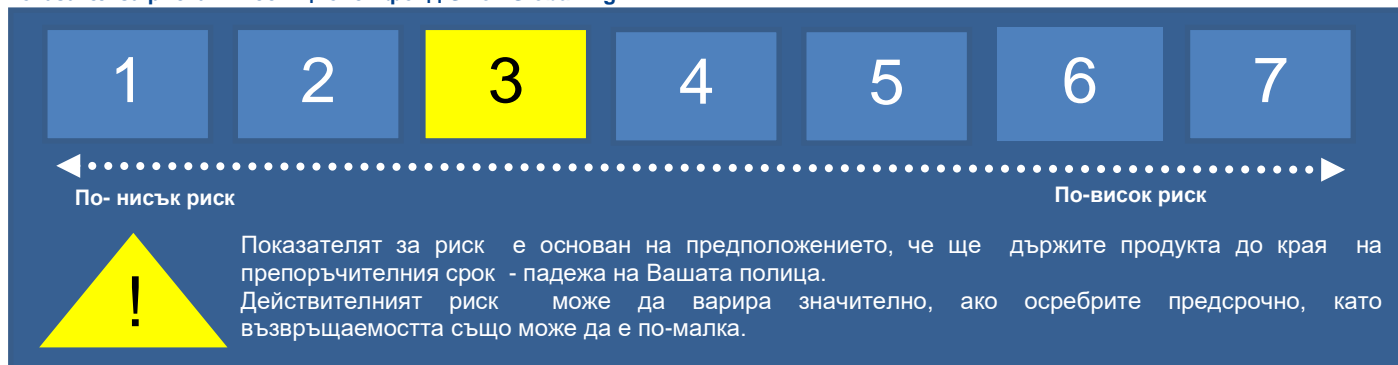 1 2 3 4 5 6 7
По- нисък риск
По-висок риск
!
Показателят за риск е основан на предположението, че ще държите продукта до края на
препоръчителния срок - падежа на Вашата полица.
Действителният риск може да варира значително, ако осребрите предсрочно, като
възвръщаемостта също може да е по-малка.